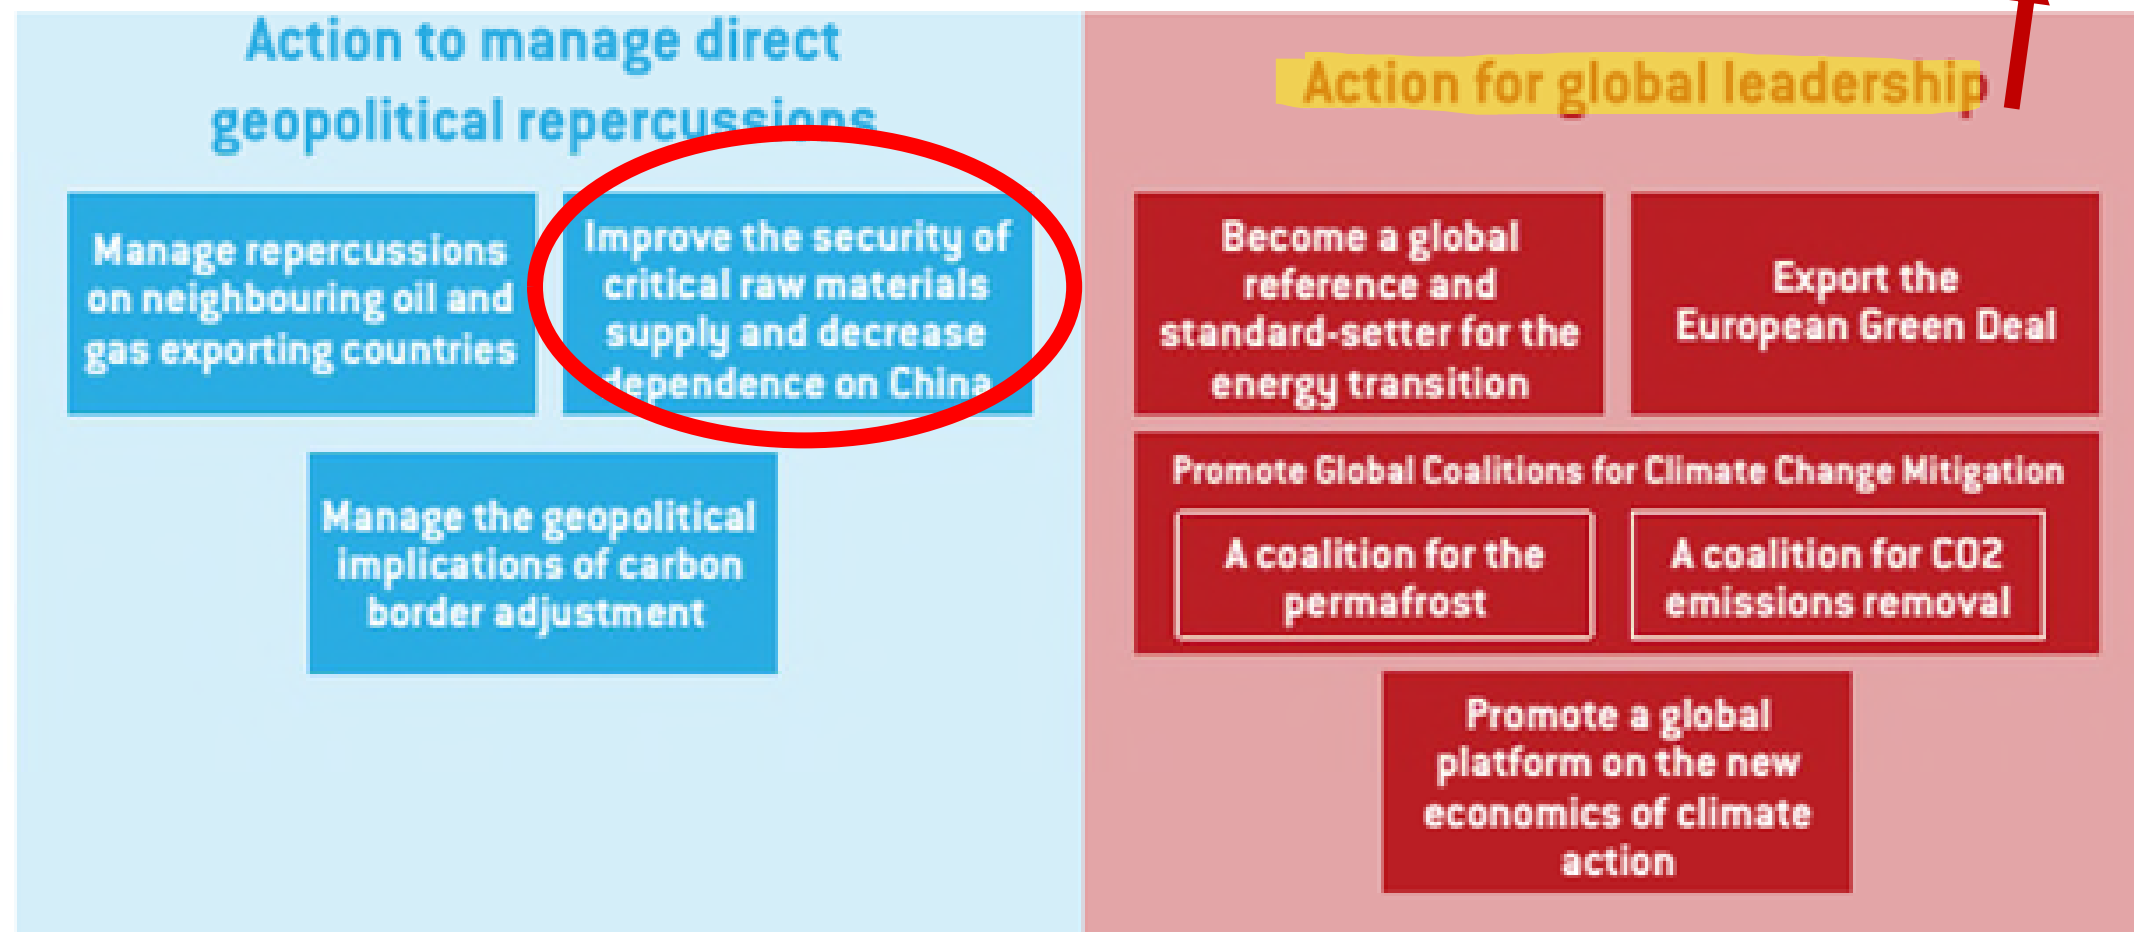 Action to manage direct
geopolitical repercussions
Manage repercussions
on neighbouring oil and
gas exporting countries
Improve the security of
critical raw materials
supply and decrease
dependence on China
Manage the geopolitical
implications of carbon
border adjustment
Action for global leadership
Become a global
reference and
standard-setter for the
energy transition
Export the
European Green Deal
Promote Global Coalitions for Climate Change Mitigation
A coalition for the
permafrost
A coalition for CO2
emissions removal
Promote a global
platform on the new
economics of climate
action